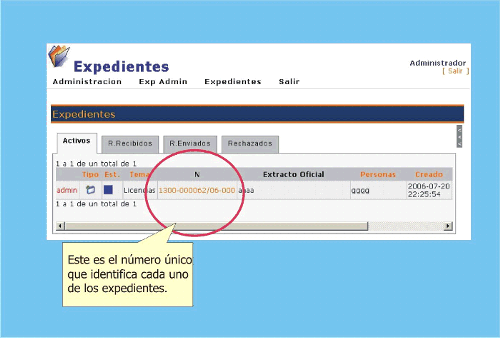 Expedientes
Administrador
[ Salir ]
Administracion Exp Admin Expedientes Salir
Expedientes
Activos R.Recibidos R.Enviados Rechazados
1 a 1 de un total de 1
Tipo Est. Tema N Extracto Oficial Personas Creado
admin Licencias 1300-000062/06-000 aaaa gggg 2006-07-20
22:25:54
1 a 1 de un total de 1
Este es el número único
que identifica cada uno
de los expedientes.